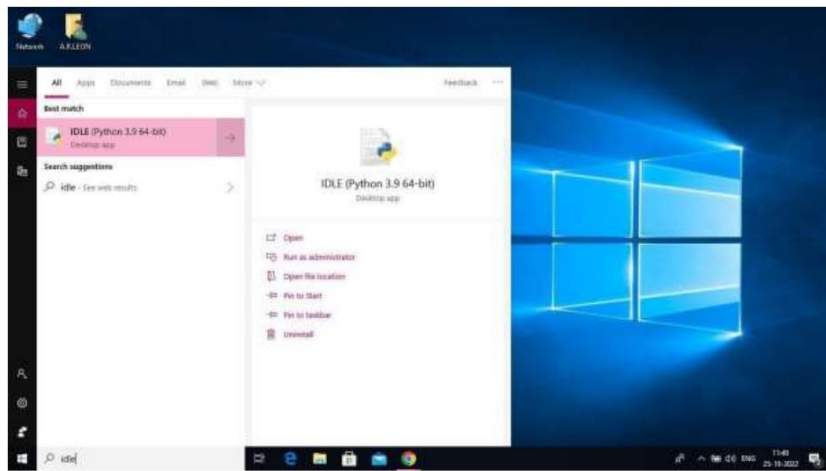 Network
A.R.LEON
All Apps Documents Email Web More
Feedback ...
Best match
IDLE (Python 3.9 64-bit)
Desktop app
Search suggestions
idle - See web results
IDLE (Python 3.9 64-bit)
Desktop app
Open
Run as administrator
Open file location
Pin to Start
Pin to taskbar
Uninstall
idle
ENG
11:40
25-10-2022